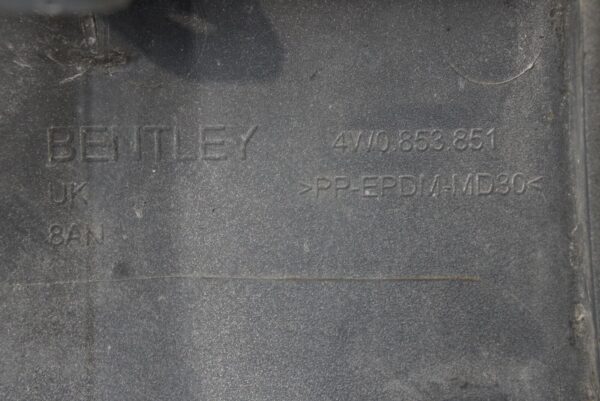 BENTLEY
UK
8AN
4W0.853.851
>PP-EPDM-MD30<